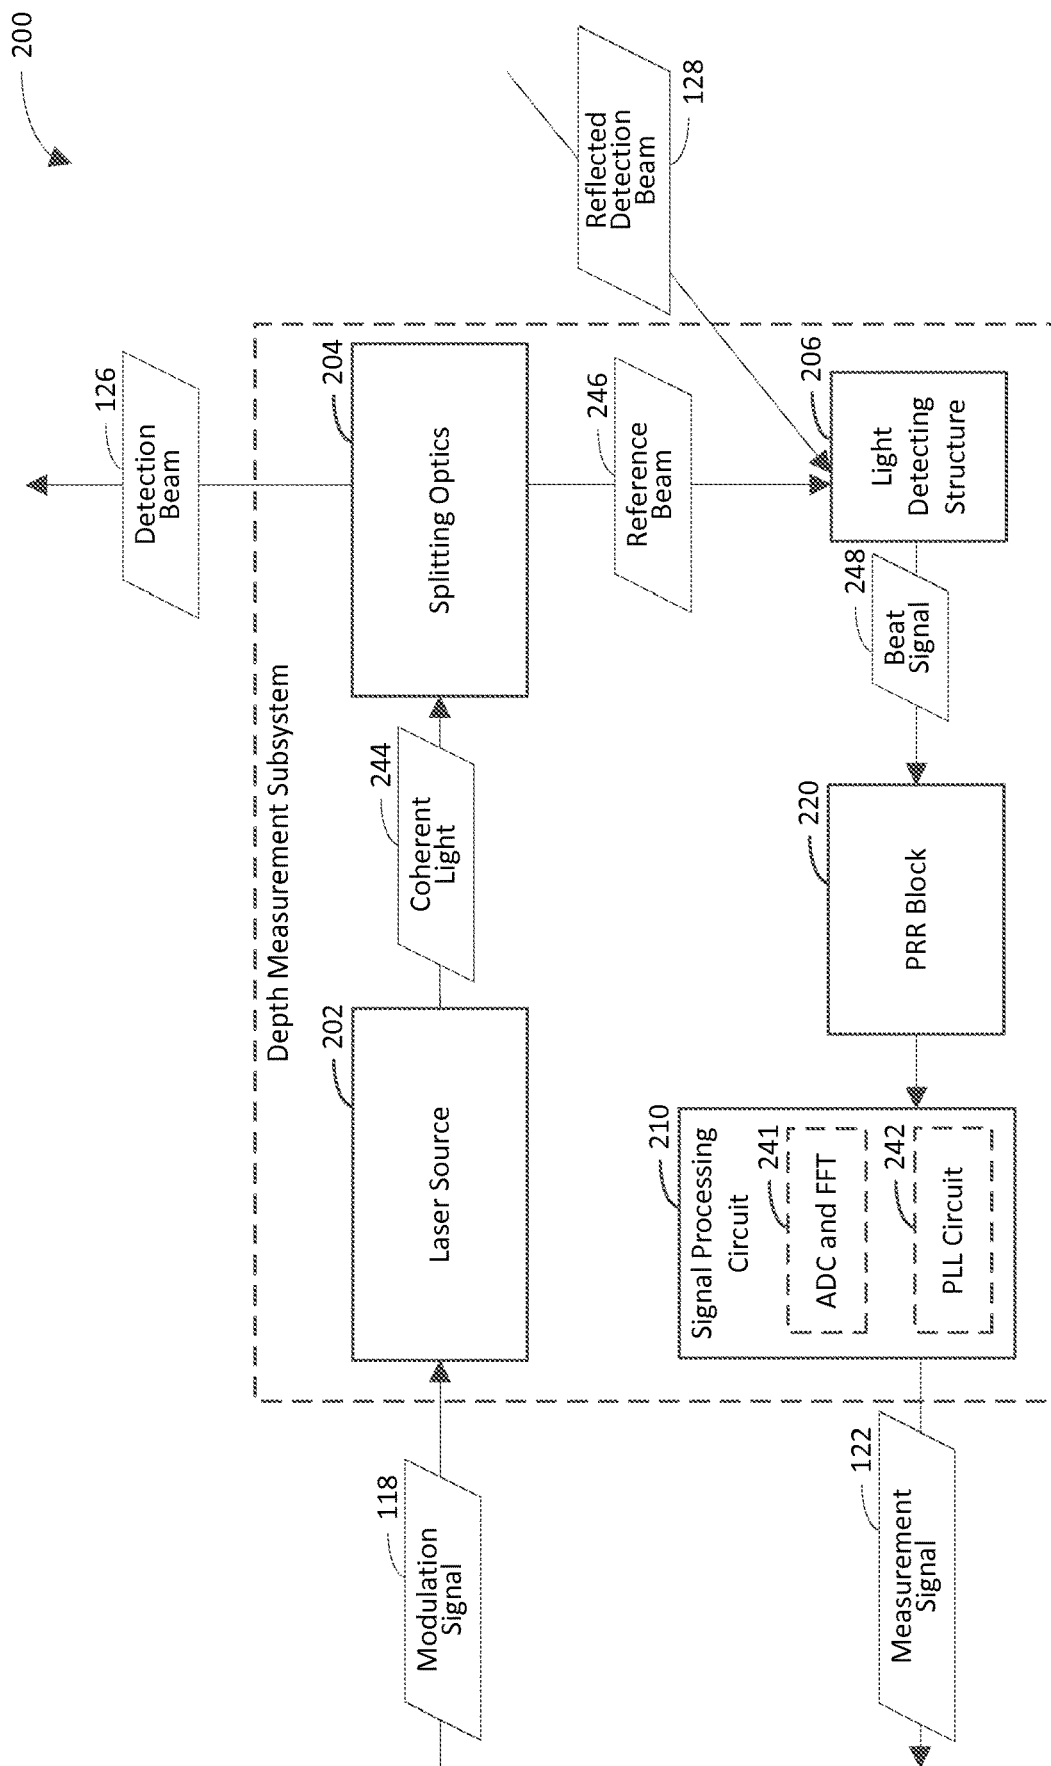 200
Depth Measurement Subsystem
118
Modulation
Signal
202
Laser Source
244
Coherent
Light
204
Splitting Optics
126
Detection
Beam
246
Reference
Beam
128
Reflected
Detection
Beam
206
Light
Detecting
Structure
248
Beat
Signal
220
PRR Block
210
Signal Processing
Circuit
241
ADC and FFT
242
PLL Circuit
122
Measurement
Signal